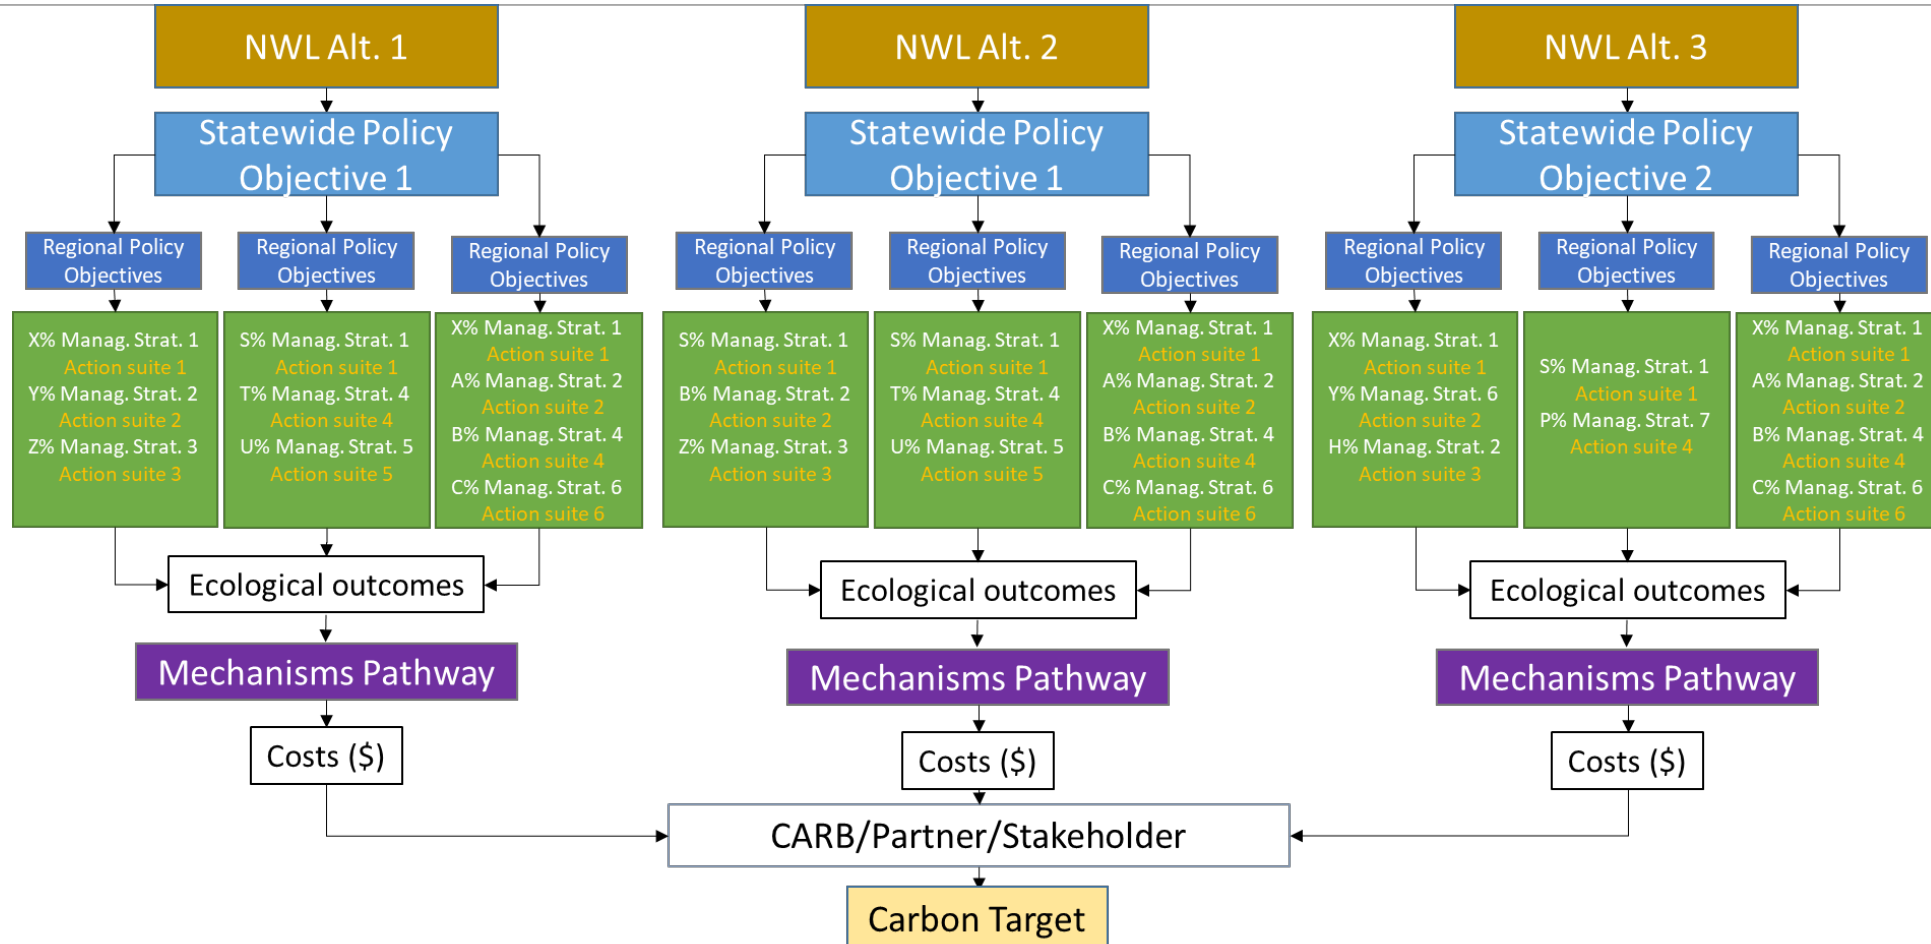 NWL Alt. 1
NWL Alt. 2
NWL Alt. 3
Statewide Policy
Objective 1
Statewide Policy
Objective 1
Statewide Policy
Objective 2
Regional Policy
Objectives
Regional Policy
Objectives
Regional Policy
Objectives
Regional Policy
Objectives
Regional Policy
Objectives
Regional Policy
Objectives
Regional Policy
Objectives
Regional Policy
Objectives
Regional Policy
Objectives
X% Manag. Strat. 1
Action suite 1
Y% Manag. Strat. 2
Action suite 2
Z% Manag. Strat. 3
Action suite 3
S% Manag. Strat. 1
Action suite 1
T% Manag. Strat. 4
Action suite 4
U% Manag. Strat. 5
Action suite 5
X% Manag. Strat. 1
Action suite 1
A% Manag. Strat. 2
Action suite 2
B% Manag. Strat. 4
Action suite 4
C% Manag. Strat. 6
Action suite 6
S% Manag. Strat. 1
Action suite 1
B% Manag. Strat. 2
Action suite 2
Z% Manag. Strat. 3
Action suite 3
S% Manag. Strat. 1
Action suite 1
T% Manag. Strat. 4
Action suite 4
U% Manag. Strat. 5
Action suite 5
X% Manag. Strat. 1
Action suite 1
A% Manag. Strat. 2
Action suite 2
B% Manag. Strat. 4
Action suite 4
C% Manag. Strat. 6
Action suite 6
X% Manag. Strat. 1
Action suite 1
Y% Manag. Strat. 6
Action suite 2
H% Manag. Strat. 2
Action suite 3
S% Manag. Strat. 1
Action suite 1
P% Manag. Strat. 7
Action suite 4
X% Manag. Strat. 1
Action suite 1
A% Manag. Strat. 2
Action suite 2
B% Manag. Strat. 4
Action suite 4
C% Manag. Strat. 6
Action suite 6
Ecological outcomes
Ecological outcomes
Ecological outcomes
Mechanisms Pathway
Mechanisms Pathway
Mechanisms Pathway
Costs ($)
Costs ($)
Costs ($)
CARB/Partner/Stakeholder
Carbon Target